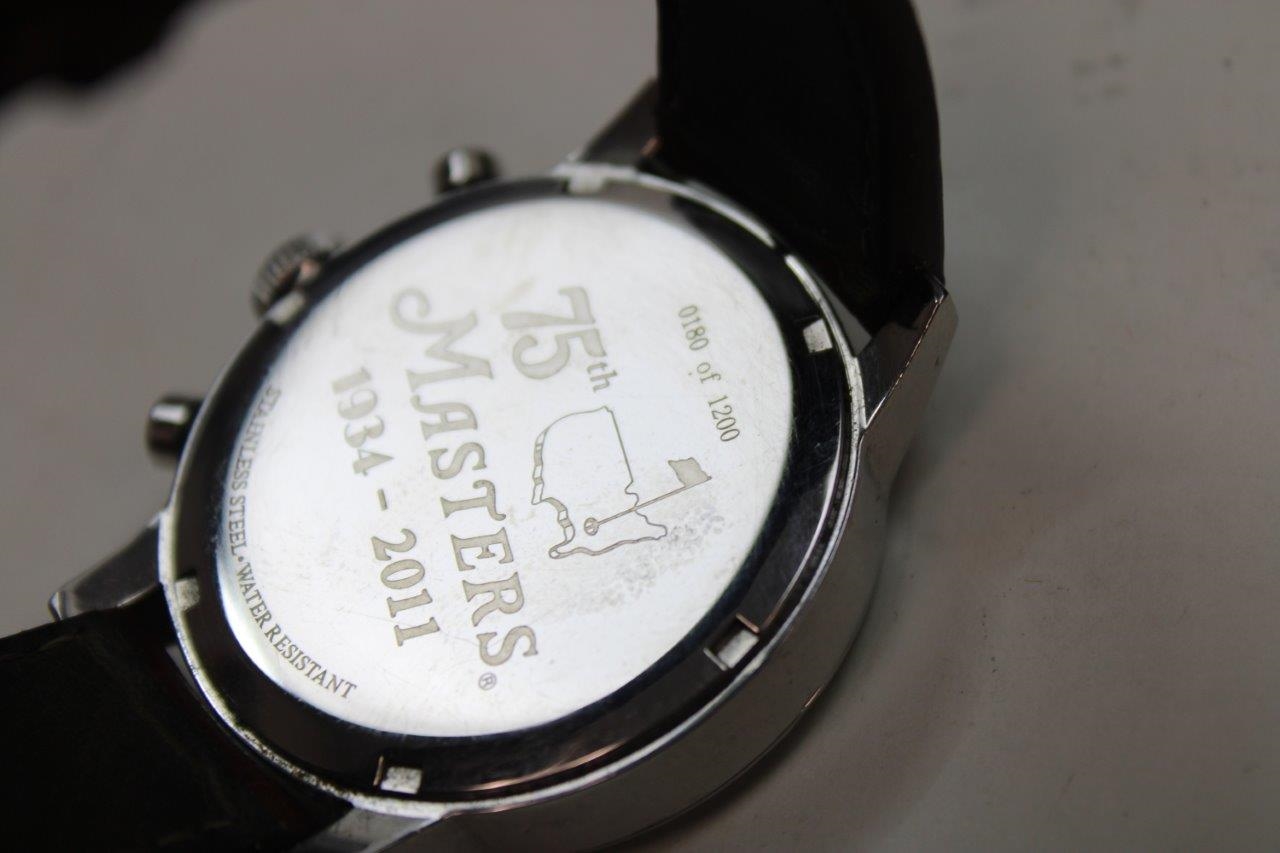 0180 of 1200
75th
MASTERS®
1934 - 2011
STAINLESS STEEL • WATER RESISTANT